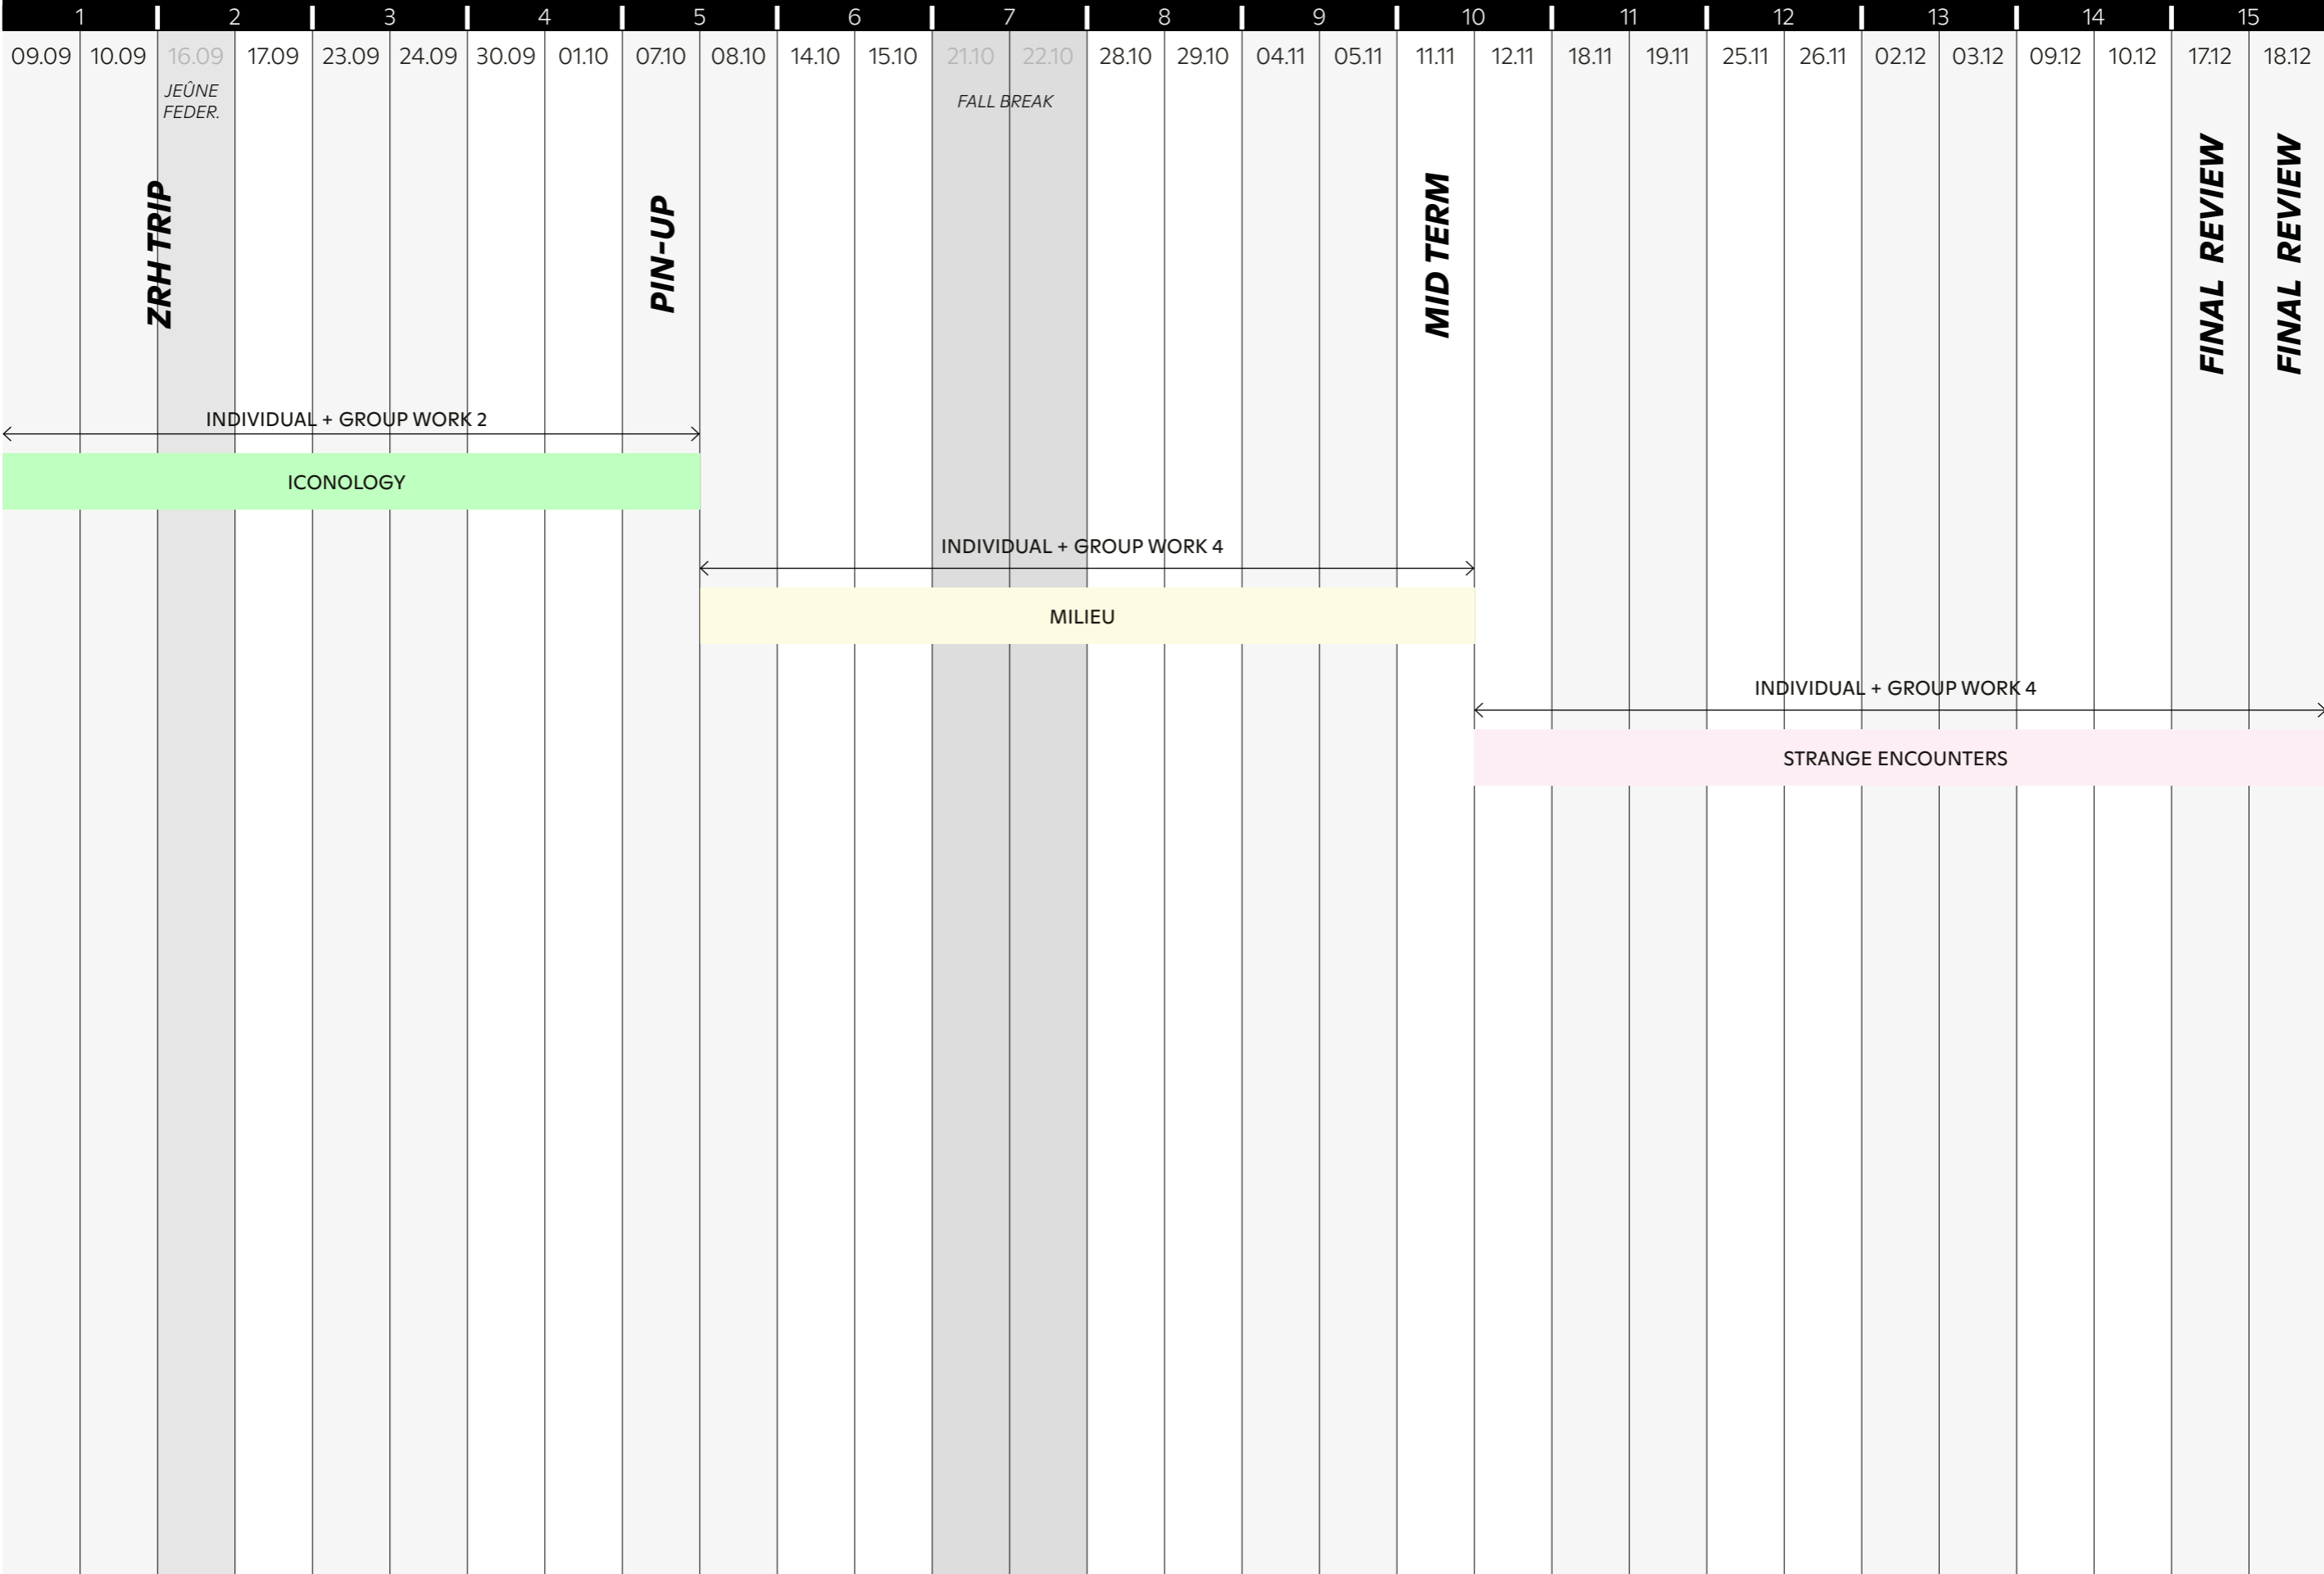 1 2 3 4 5 6 7 8 9 10 11 12 13 14 15
09.09 10.09 16.09 17.09 23.09 24.09 30.09 01.10 07.10 08.10 14.10 15.10 21.10 22.10 28.10 29.10 04.11 05.11 11.11 12.11 18.11 19.11 25.11 26.11 02.12 03.12 09.12 10.12 17.12 18.12
JEÛNE
FEDER.
FALL BREAK
ZRH TRIP
PIN-UP
MID TERM
FINAL REVIEW
FINAL REVIEW
INDIVIDUAL + GROUP WORK 2
ICONOLOGY
INDIVIDUAL + GROUP WORK 4
MILIEU
INDIVIDUAL + GROUP WORK 4
STRANGE ENCOUNTERS